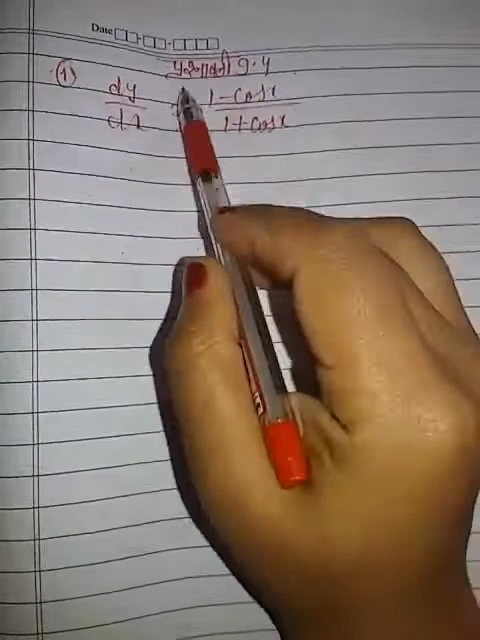 Date
प्रश्नावली 9.4
(1) dy/dx 1-cosx/1+cosx